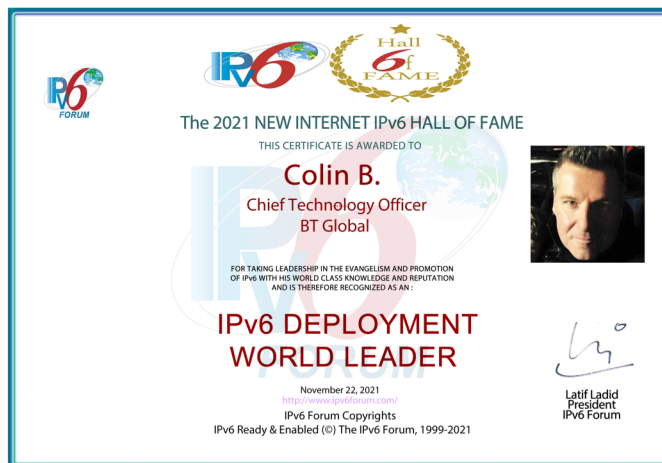 IPv6
FORUM
IPv6
Hall
6 of
FAME
The 2021 NEW INTERNET IPv6 HALL OF FAME
THIS CERTIFICATE IS AWARDED TO
Colin B.
Chief Technology Officer
BT Global
FOR TAKING LEADERSHIP IN THE EVANGELISM AND PROMOTION
OF IPv6 WITH HIS WORLD CLASS KNOWLEDGE AND REPUTATION
AND IS THEREFORE RECOGNIZED AS AN :
IPv6 DEPLOYMENT
WORLD LEADER
IPv6
FORUM
November 22, 2021
http://www.ipv6forum.com/
IPv6 Forum Copyrights
IPv6 Ready & Enabled (©) The IPv6 Forum, 1999-2021
Latif Ladid
President
IPv6 Forum